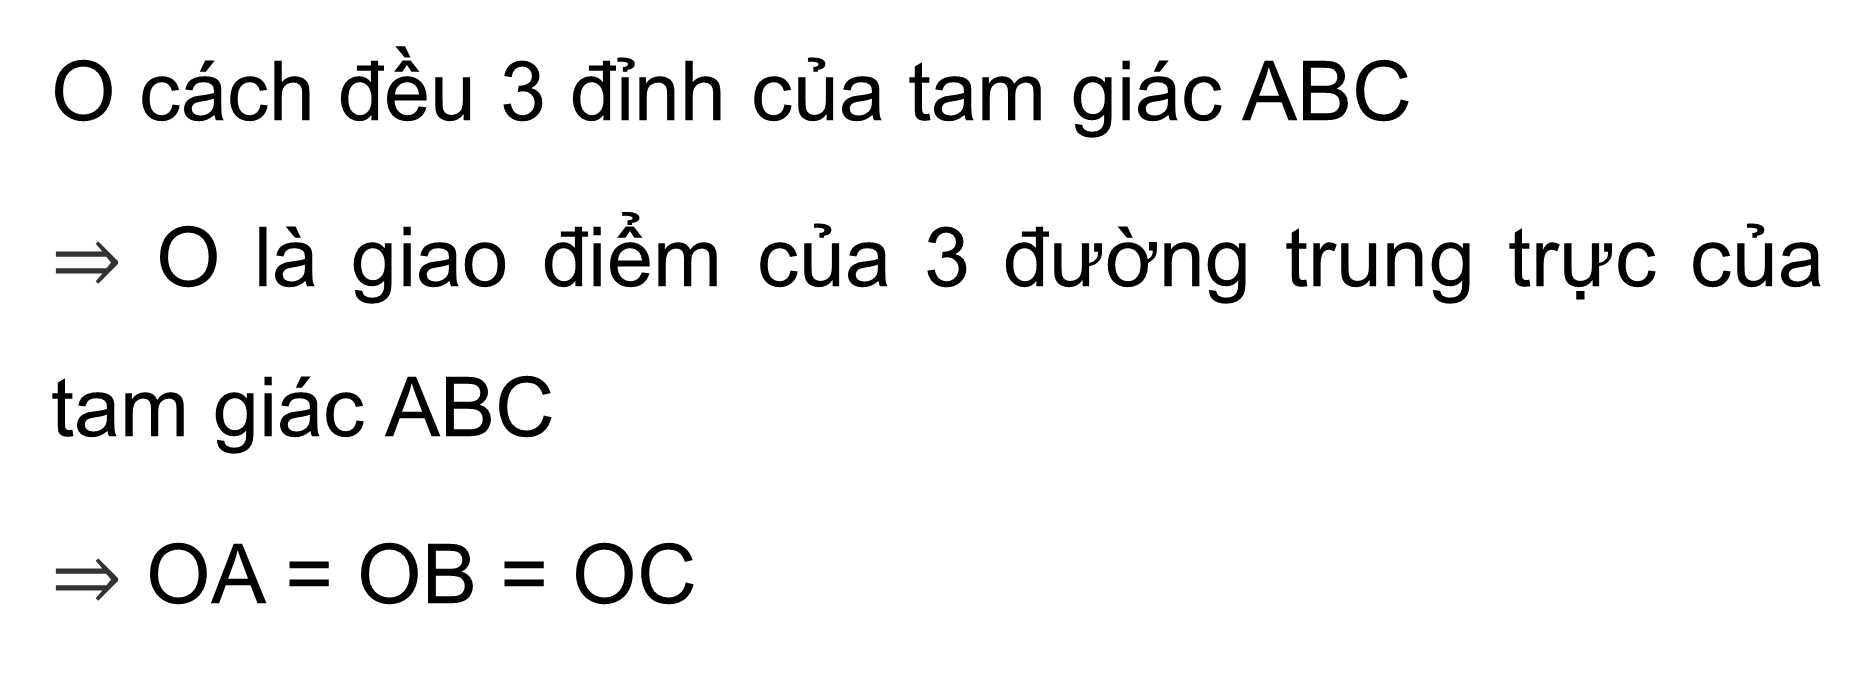 O cách đều 3 đỉnh của tam giác ABC
⇒ O là giao điểm của 3 đường trung trực của
tam giác ABC
⇒ OA = OB = OC